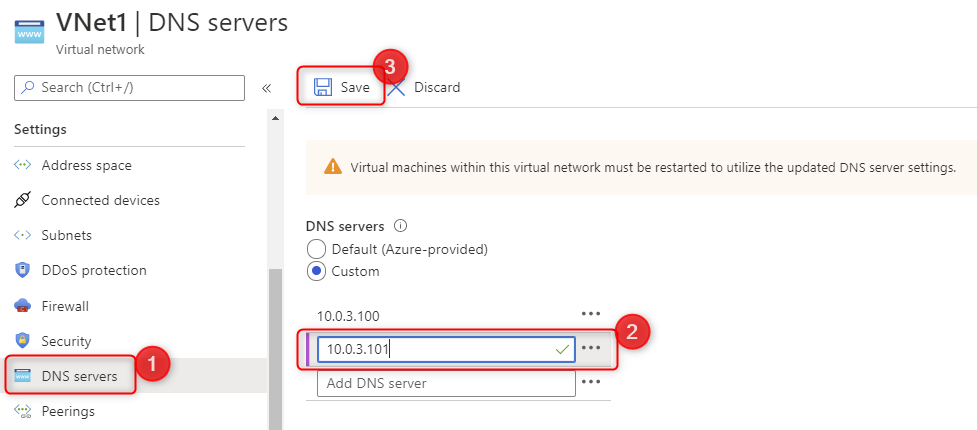 VNet1 | DNS servers
Virtual network
Search (Ctrl+/)
«
Save
3
Discard
Settings
Address space
Connected devices
Subnets
DDoS protection
Firewall
Security
DNS servers
1
Peerings
Virtual machines within this virtual network must be restarted to utilize the updated DNS server settings.
DNS servers
Default (Azure-provided)
Custom
10.0.3.100
10.0.3.101
2
Add DNS server